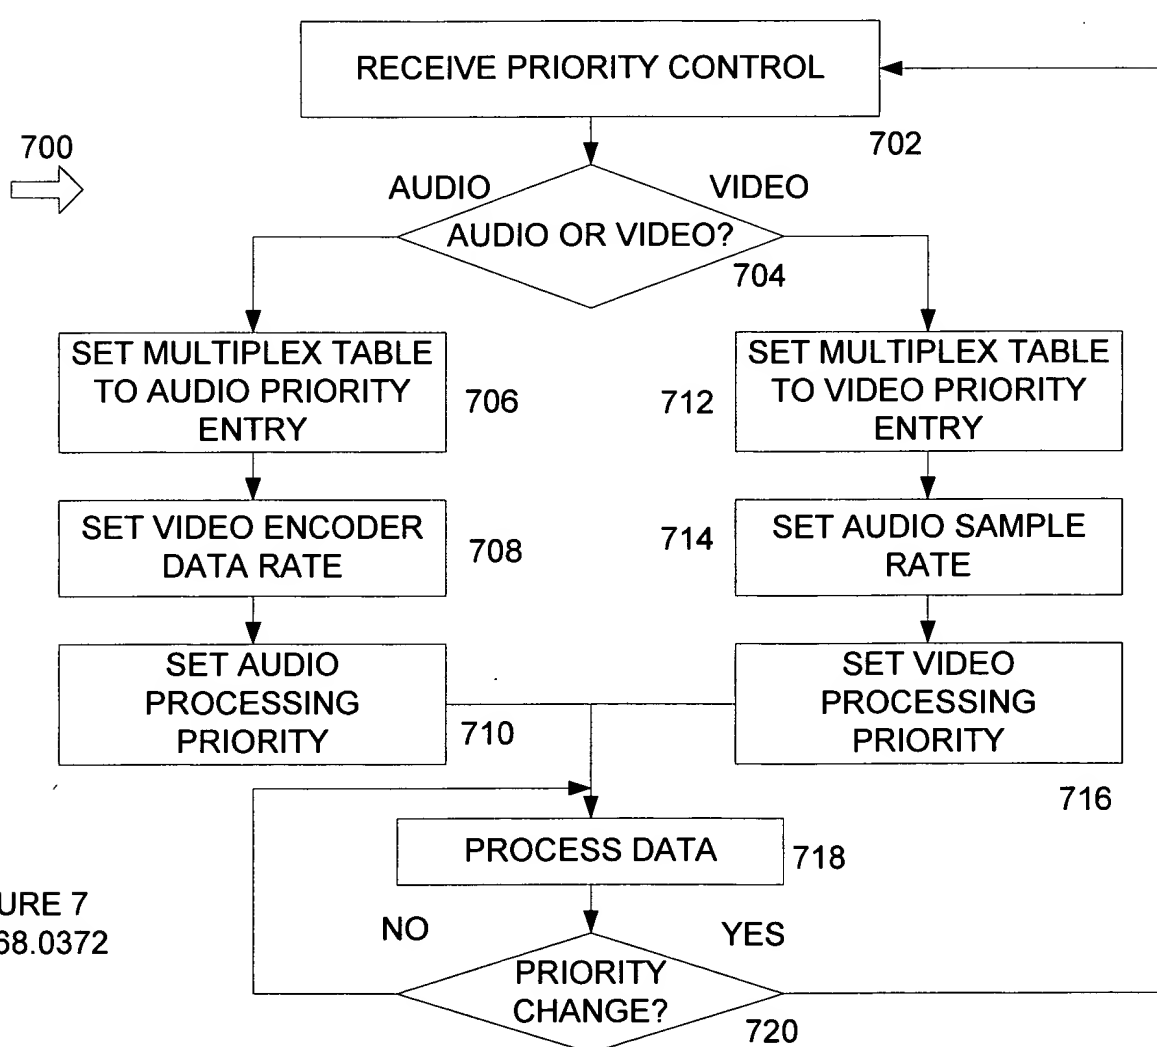 RECEIVE PRIORITY CONTROL
702
700
AUDIO
VIDEO
AUDIO OR VIDEO?
704
SET MULTIPLEX TABLE
TO AUDIO PRIORITY
ENTRY
706
712
SET MULTIPLEX TABLE
TO VIDEO PRIORITY
ENTRY
SET VIDEO ENCODER
DATA RATE
708
714
SET AUDIO SAMPLE
RATE
SET AUDIO
PROCESSING
PRIORITY
710
SET VIDEO
PROCESSING
PRIORITY
716
PROCESS DATA
718
URE 7
68.0372
NO
YES
PRIORITY
CHANGE?
720